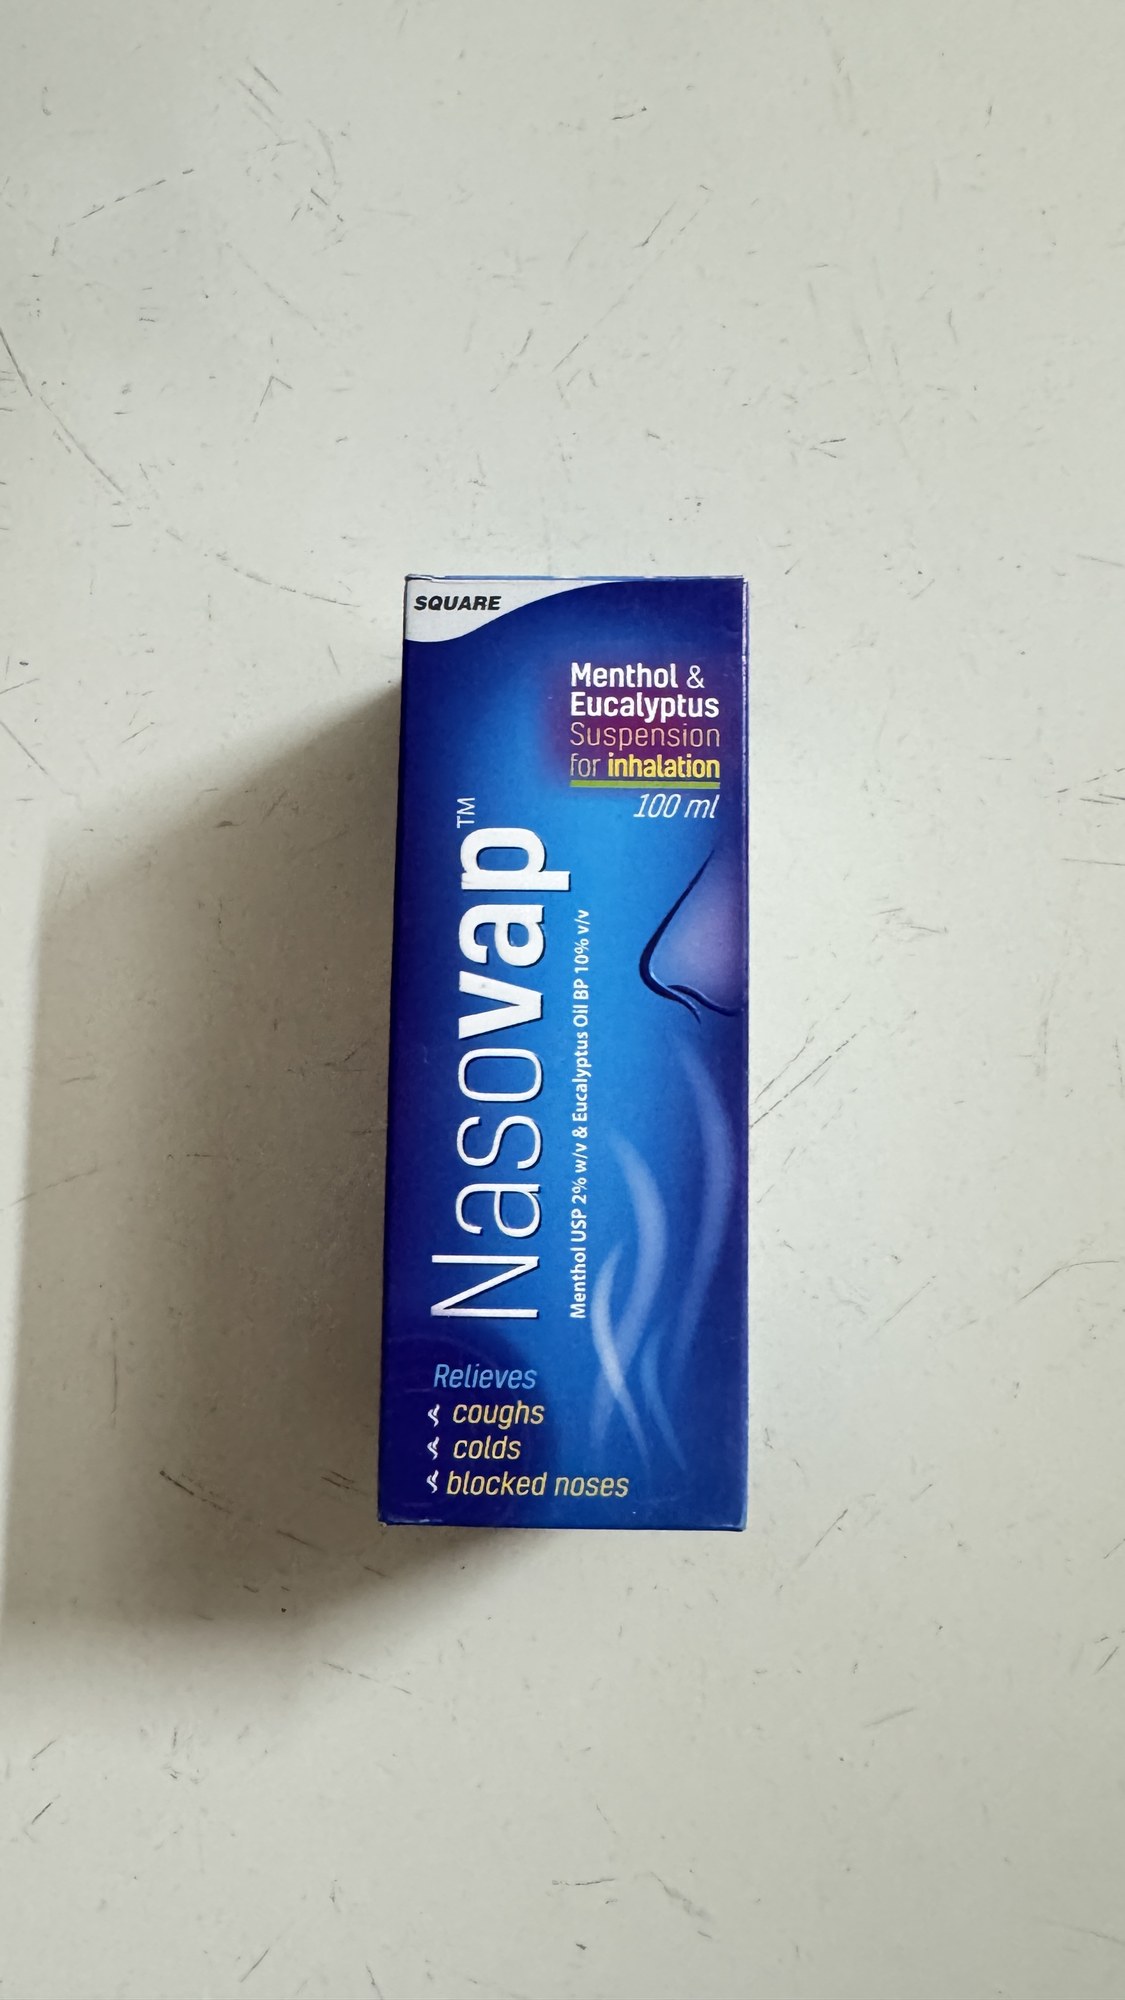 SQUARE
Menthol &
Eucalyptus
Suspension
for inhalation
100 ml
Nasovap™
Menthol USP 2% w/v & Eucalyptus Oil BP 10% v/v
Relieves
coughs
colds
blocked noses